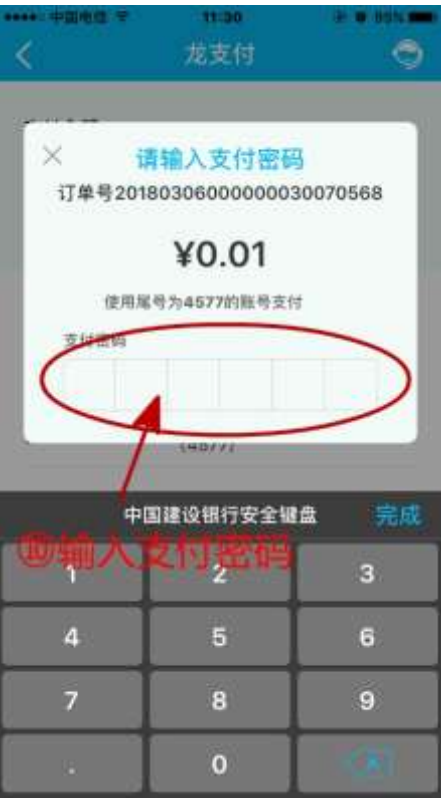 中国电信 11:30 89%
龙支付
请输入支付密码
订单号20180306000000030070568
¥0.01
使用尾号为4577的账号支付
支付密码
(4577)
中国建设银行安全键盘 完成
⑩输入支付密码
1 2 3
4 5 6
7 8 9
. 0